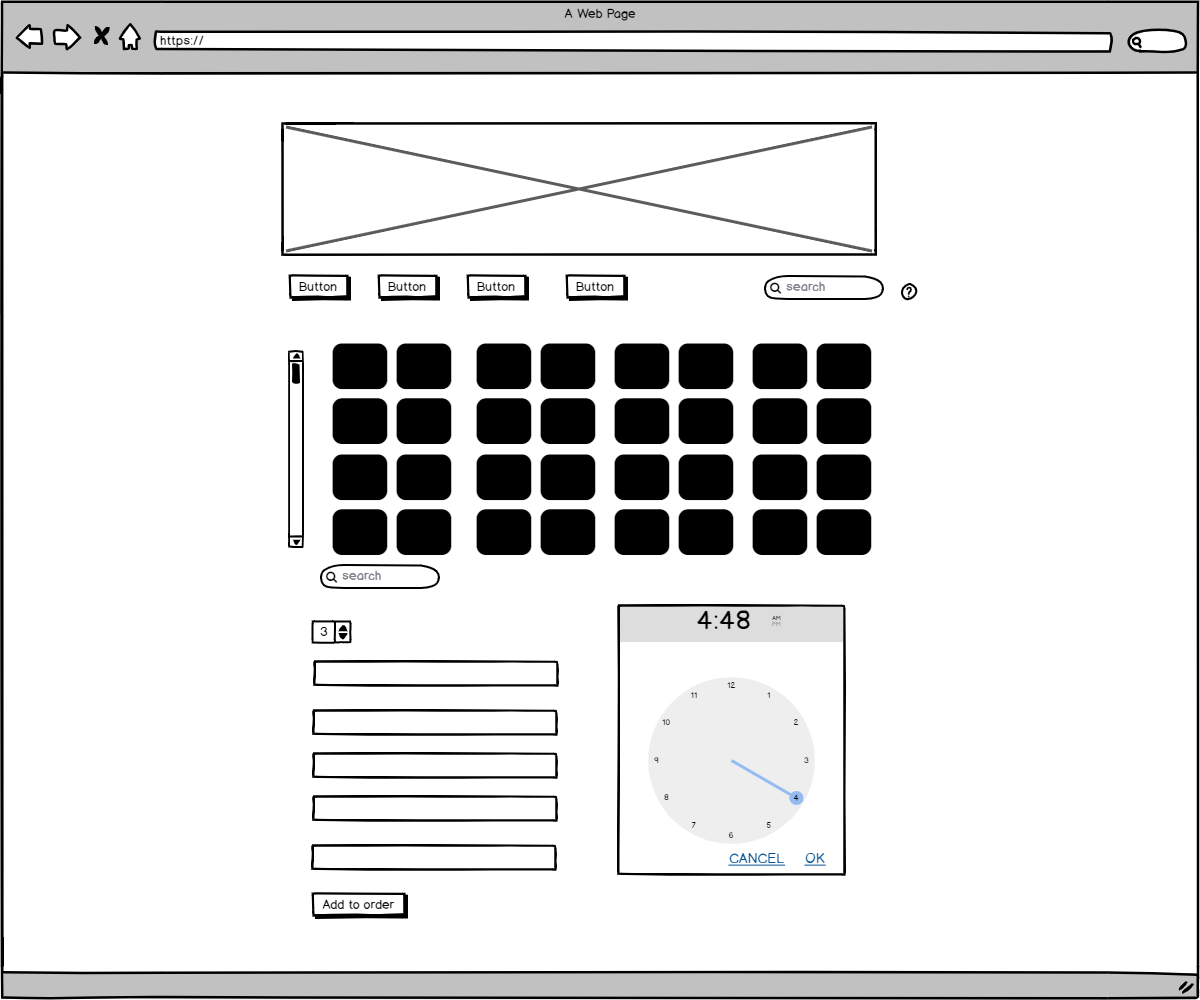 A Web Page
https://
Button Button Button Button search ?
search
4:48 AM
PM
3
12
11 1
10 2
9 3
8 4
7 5
6
CANCEL OK
Add to order